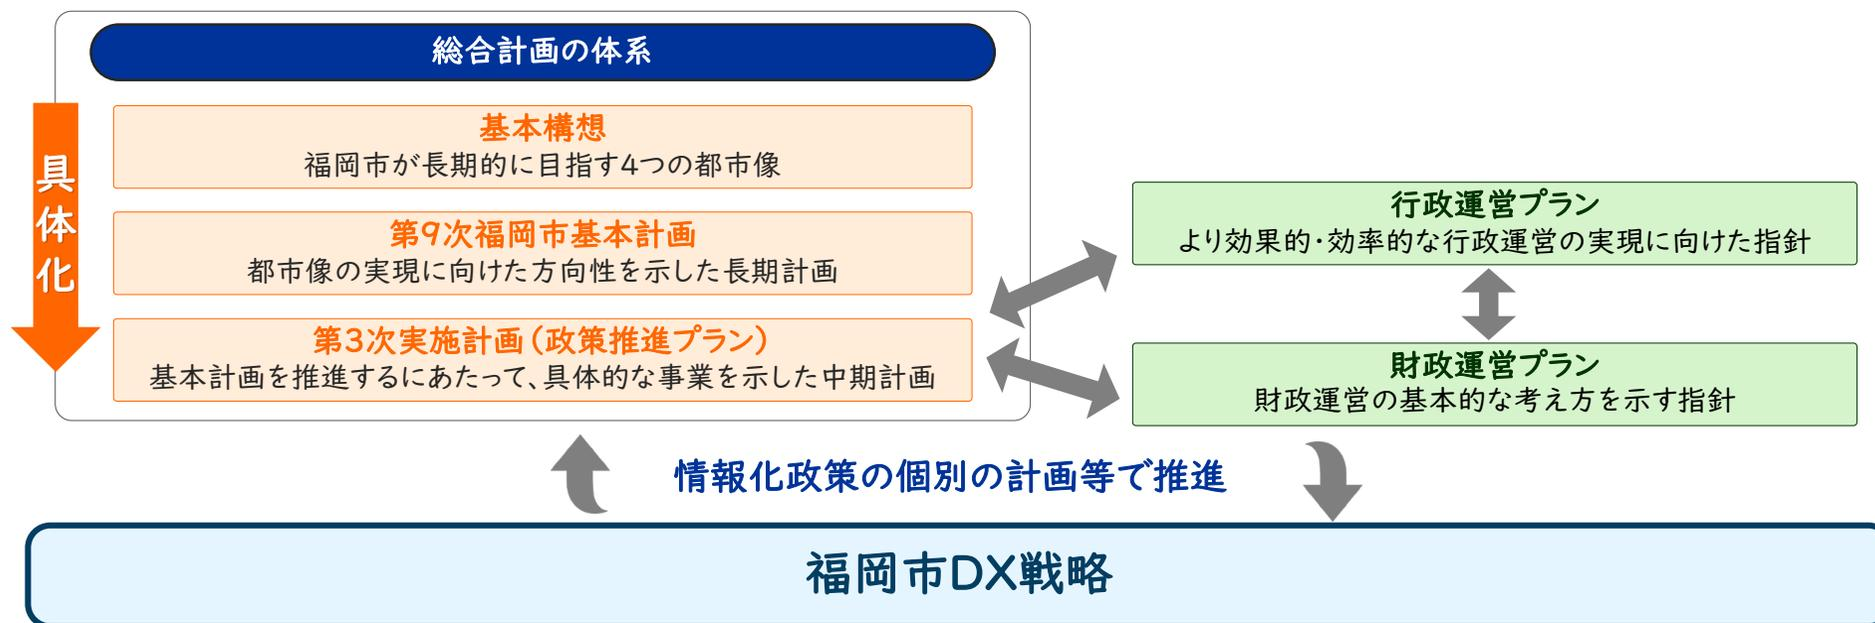 総合計画の体系
具体化
基本構想
福岡市が長期的に目指す4つの都市像
第9次福岡市基本計画
都市像の実現に向けた方向性を示した長期計画
第3次実施計画（政策推進プラン）
基本計画を推進するにあたって、具体的な事業を示した中期計画
行政運営プラン
より効果的・効率的な行政運営の実現に向けた指針
財政運営プラン
財政運営の基本的な考え方を示す指針
情報化政策の個別の計画等で推進
福岡市DX戦略